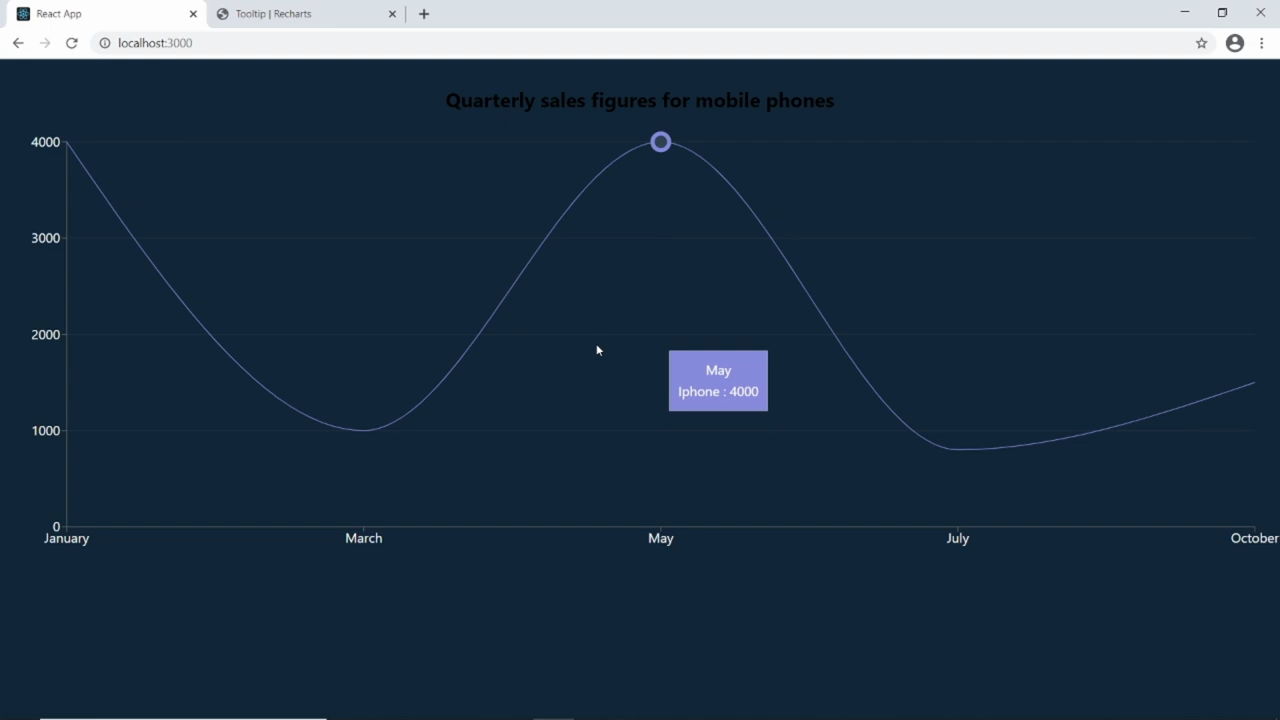 React App
Tooltip | Recharts
localhost:3000
Quarterly sales figures for mobile phones
4000
3000
2000
1000
0
May
Iphone : 4000
January
March
May
July
October